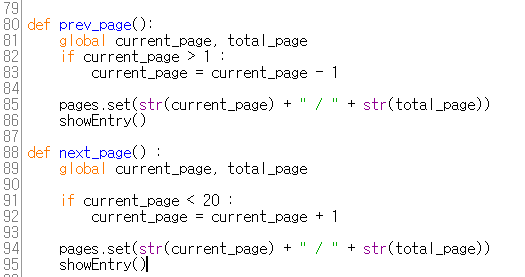 79
80 def prev_page():
81     global current_page, total_page
82     if current_page > 1 :
83         current_page = current_page - 1
84
85     pages.set(str(current_page) + " / " + str(total_page))
86     showEntry()
87
88 def next_page() :
89     global current_page, total_page
90
91     if current_page < 20 :
92         current_page = current_page + 1
93
94     pages.set(str(current_page) + " / " + str(total_page))
95     showEntry()